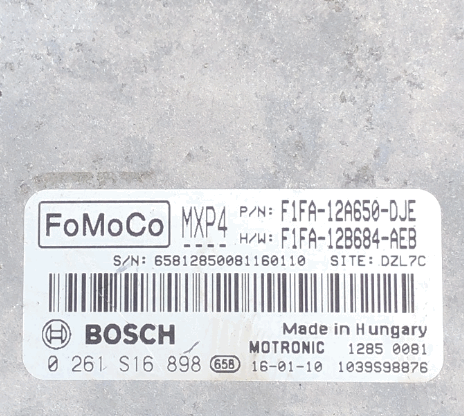 FoMoCo MXP4 P/N: F1FA-12A650-DJE
H/W: F1FA-12B684-AEB
S/N: 65812850081160110 SITE: DZL7C
BOSCH Made in Hungary
MOTRONIC 1285 0081
0 261 S16 898 658 16-01-10 1039S98876